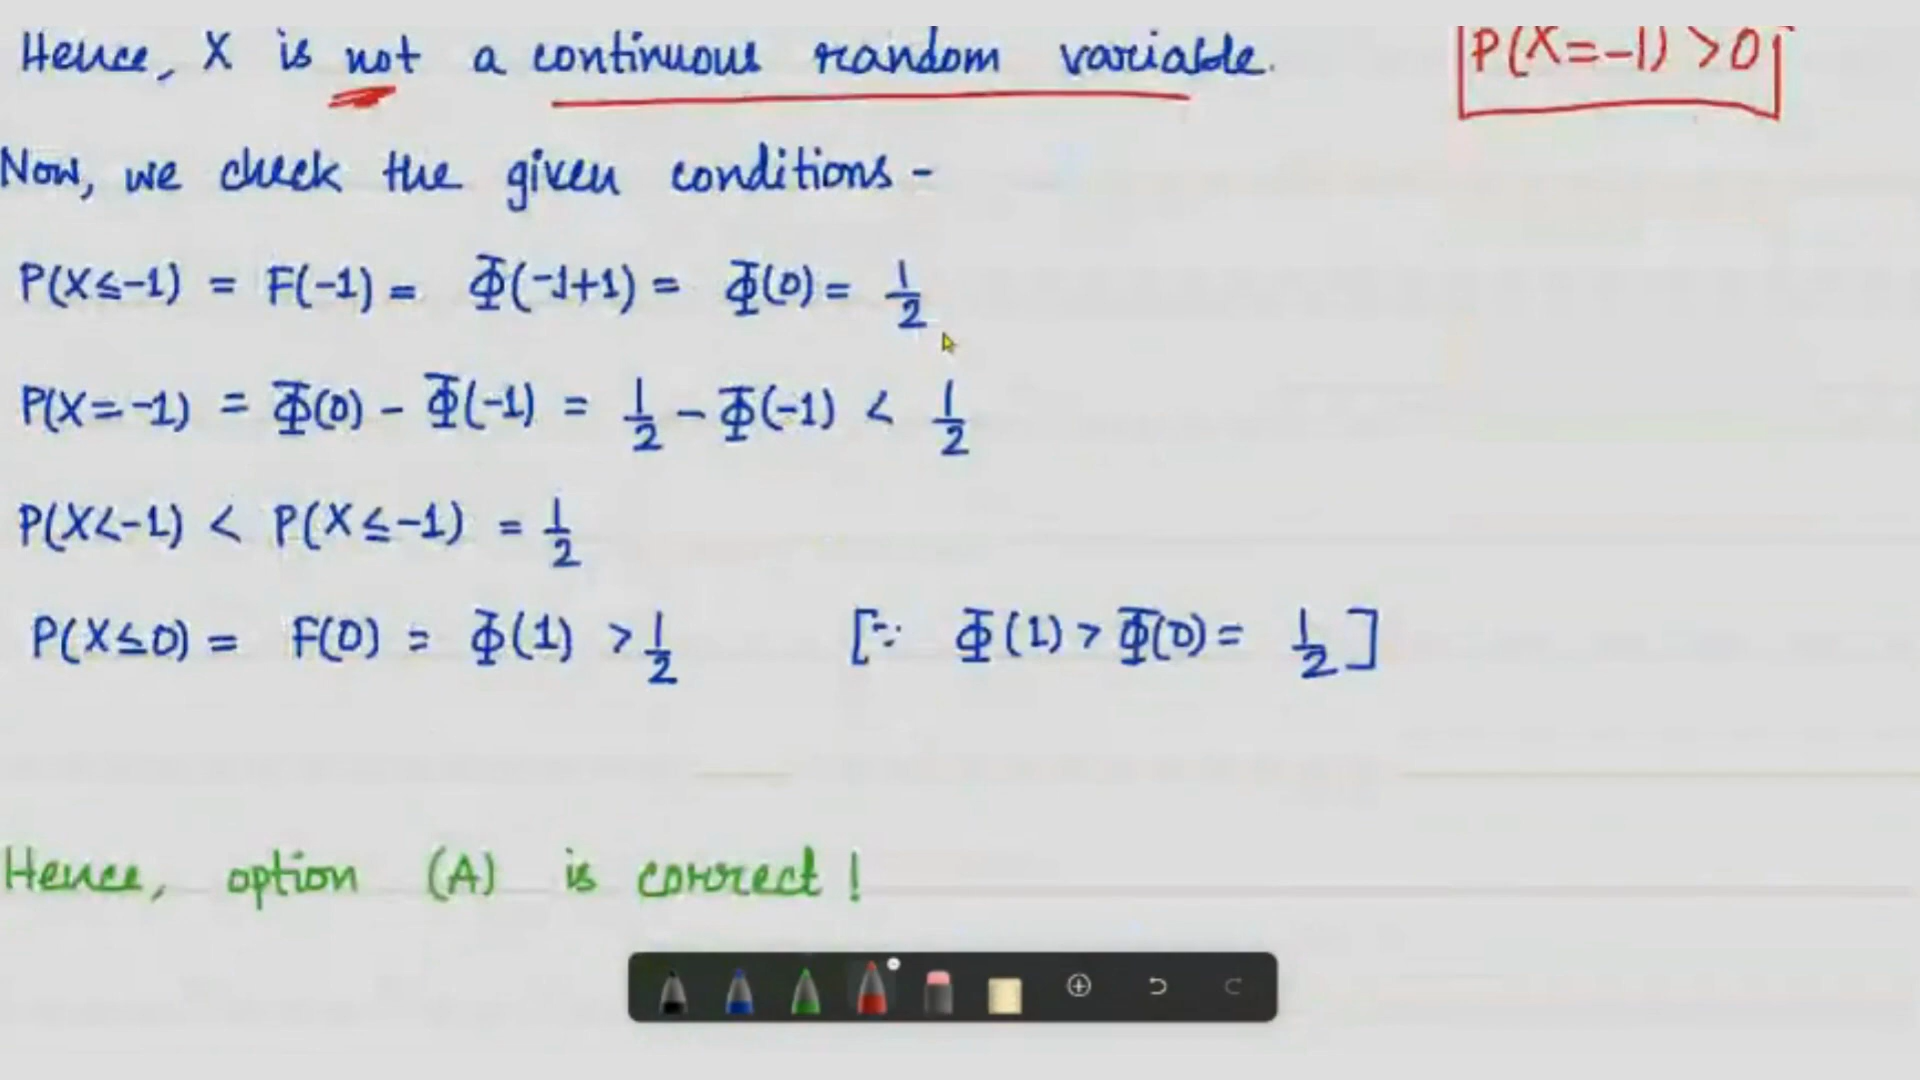 Hence, X is not a continuous random variable.
P(X=-1) >0
Now, we check the given conditions -
P(X≤-1) = F(-1) = Φ(-1+1) = Φ(0) = 1/2
P(X=-1) = Φ(0) - Φ(-1) = 1/2 - Φ(-1) < 1/2
P(X<-1) < P(X≤-1) = 1/2
P(X≤0) = F(0) = Φ(1) > 1/2 [∵ Φ(1) > Φ(0) = 1/2]
Hence, option (A) is correct!